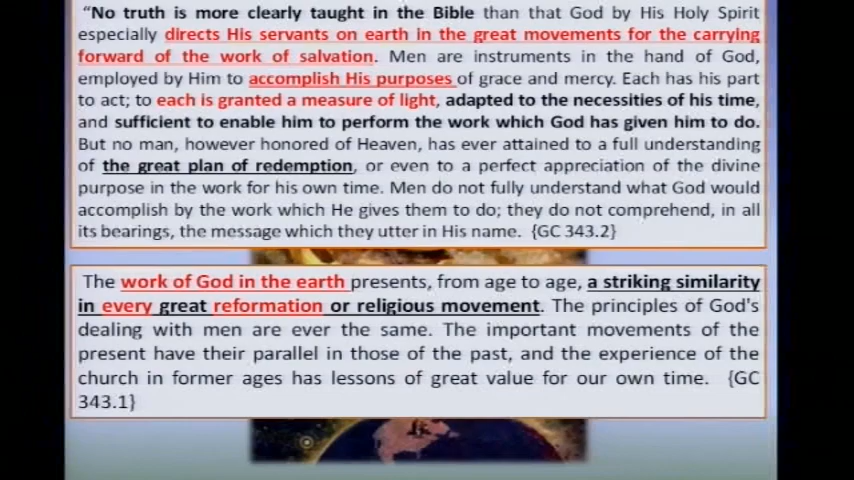 “No truth is more clearly taught in the Bible than that God by His Holy Spirit
especially directs His servants on earth in the great movements for the carrying
forward of the work of salvation. Men are instruments in the hand of God,
employed by Him to accomplish His purposes of grace and mercy. Each has his part
to act; to each is granted a measure of light, adapted to the necessities of his time,
and sufficient to enable him to perform the work which God has given him to do.
But no man, however honored of Heaven, has ever attained to a full understanding
of the great plan of redemption, or even to a perfect appreciation of the divine
purpose in the work for his own time. Men do not fully understand what God would
accomplish by the work which He gives them to do; they do not comprehend, in all
its bearings, the message which they utter in His name. {GC 343.2}
The work of God in the earth presents, from age to age, a striking similarity
in every great reformation or religious movement. The principles of God's
dealing with men are ever the same. The important movements of the
present have their parallel in those of the past, and the experience of the
church in former ages has lessons of great value for our own time. {GC
343.1}